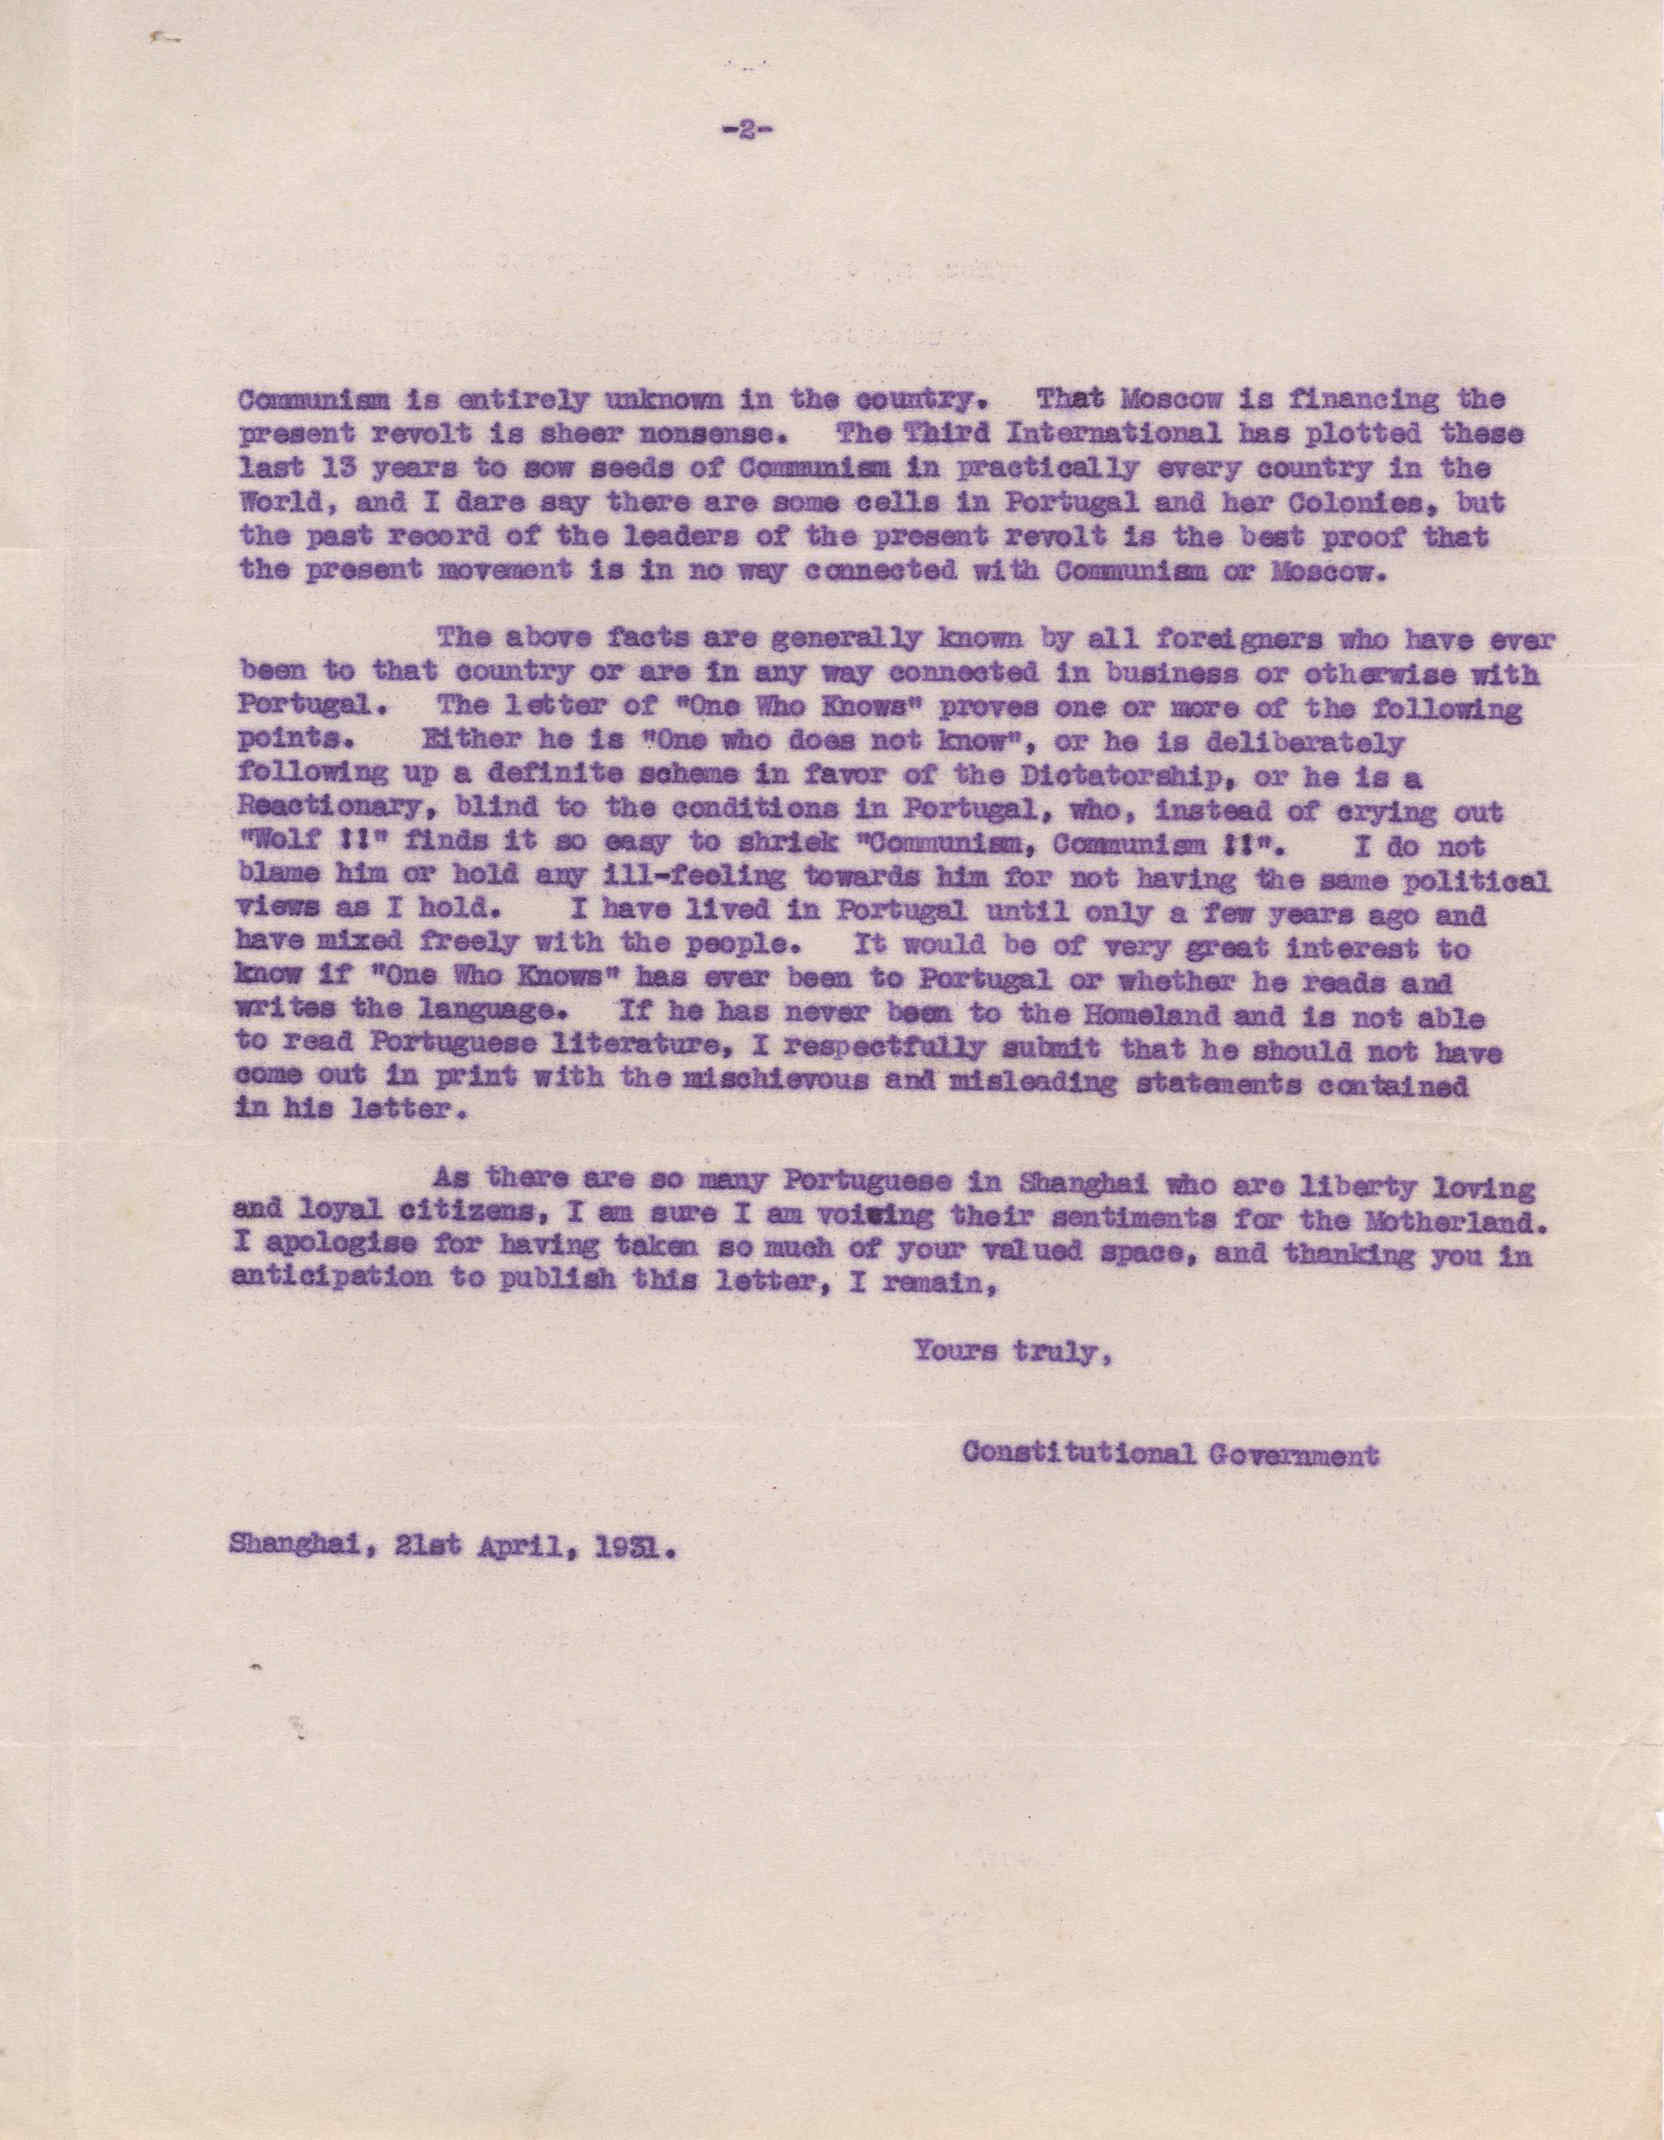 -2-
Communism is entirely unknown in the country. That Moscow is financing the
present revolt is sheer nonsense. The Third International has plotted these
last 13 years to sow seeds of Communism in practically every country in the
World, and I dare say there are some cells in Portugal and her Colonies, but
the past record of the leaders of the present revolt is the best proof that
the present movement is in no way connected with Communism or Moscow.
The above facts are generally known by all foreigners who have ever
been to that country or are in any way connected in business or otherwise with
Portugal. The letter of "One Who Knows" proves one or more of the following
points. Either he is "One who does not know", or he is deliberately
following up a definite scheme in favor of the Dictatorship, or he is a
Reactionary, blind to the conditions in Portugal, who, instead of crying out
"Wolf !!" finds it so easy to shriek "Communism, Communism !!". I do not
blame him or hold any ill-feeling towards him for not having the same political
views as I hold. I have lived in Portugal until only a few years ago and
have mixed freely with the people. It would be of very great interest to
know if "One Who Knows" has ever been to Portugal or whether he reads and
writes the language. If he has never been to the Homeland and is not able
to read Portuguese literature, I respectfully submit that he should not have
come out in print with the mischievous and misleading statements contained
in his letter.
As there are so many Portuguese in Shanghai who are liberty loving
and loyal citizens, I am sure I am voicing their sentiments for the Motherland.
I apologise for having taken so much of your valued space, and thanking you in
anticipation to publish this letter, I remain,
Yours truly,
Constitutional Government
Shanghai, 21st April, 1931.